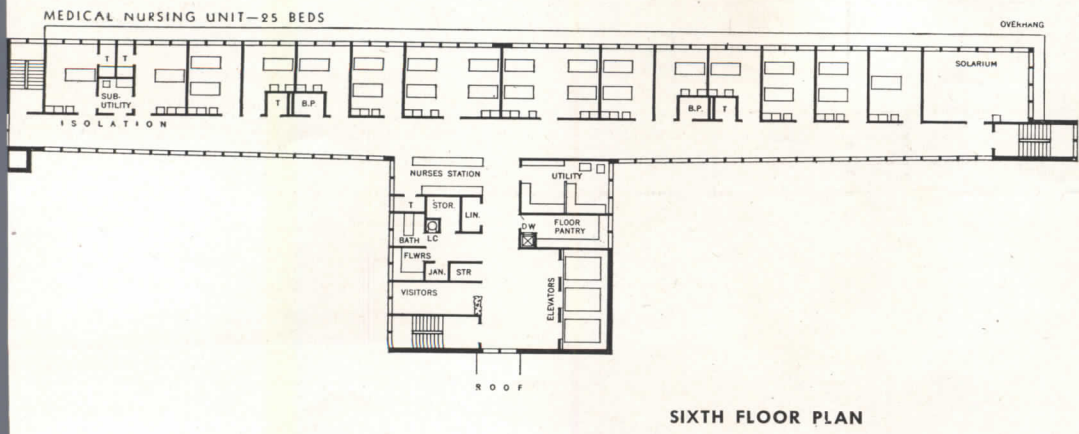 MEDICAL NURSING UNIT—25 BEDS
OVERHANG
T T
SUB-
UTILITY
ISOLATION
T
B.P.
B.P.
T
SOLARIUM
NURSES STATION
UTILITY
T
STOR.
LIN.
BATH
LC
DW
FLOOR
PANTRY
FLWRS
JAN.
STR
VISITORS
ELEVATORS
ROOF
SIXTH FLOOR PLAN